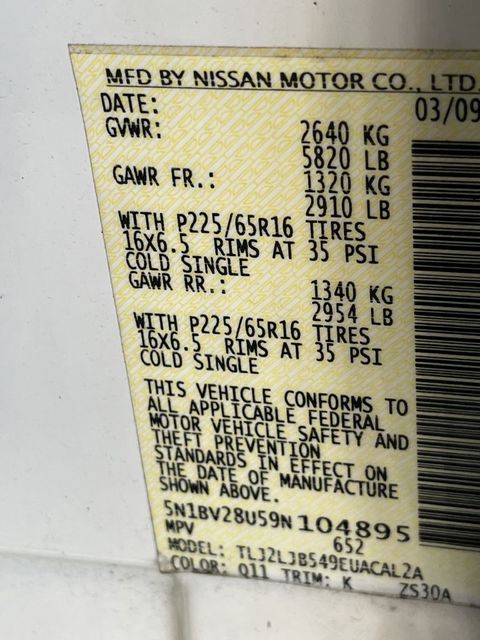 MFD BY NISSAN MOTOR CO., LTD.
DATE: 03/09
GVWR: 2640 KG
5820 LB
GAWR FR.: 1320 KG
2910 LB
WITH P225/65R16 TIRES
16X6.5 RIMS AT 35 PSI
COLD SINGLE
GAWR RR.: 1340 KG
2954 LB
WITH P225/65R16 TIRES
16X6.5 RIMS AT 35 PSI
COLD SINGLE
THIS VEHICLE CONFORMS TO
ALL APPLICABLE FEDERAL
MOTOR VEHICLE SAFETY AND
THEFT PREVENTION
STANDARDS IN EFFECT ON
THE DATE OF MANUFACTURE
SHOWN ABOVE.
5N1BV28U59N104895
MPV 652
MODEL: TL32L3B549EUACAL2A
COLOR: Q11 TRIM: K ZS30A